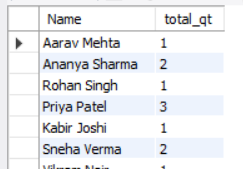 Name total_qt
Aarav Mehta 1
Ananya Sharma 2
Rohan Singh 1
Priya Patel 3
Kabir Joshi 1
Sneha Verma 2